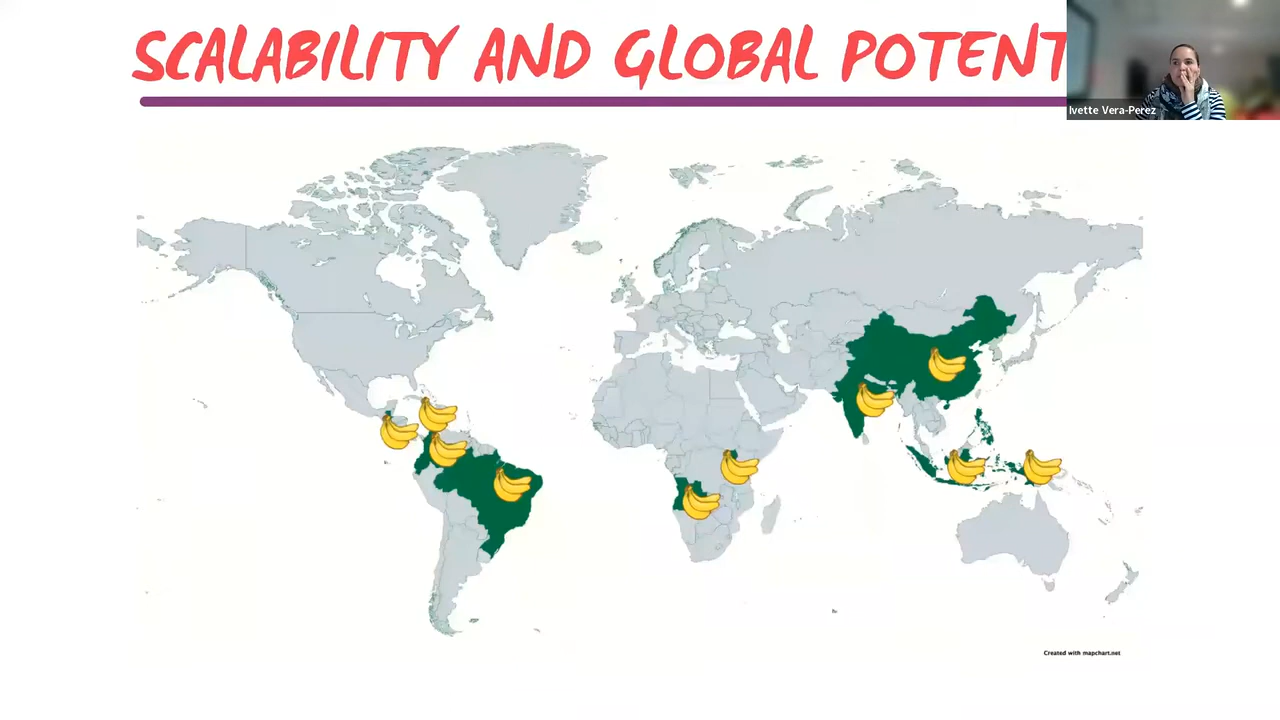 SCALABILITY AND GLOBAL POTENT
Ivette Vera-Perez
Created with mapchart.net